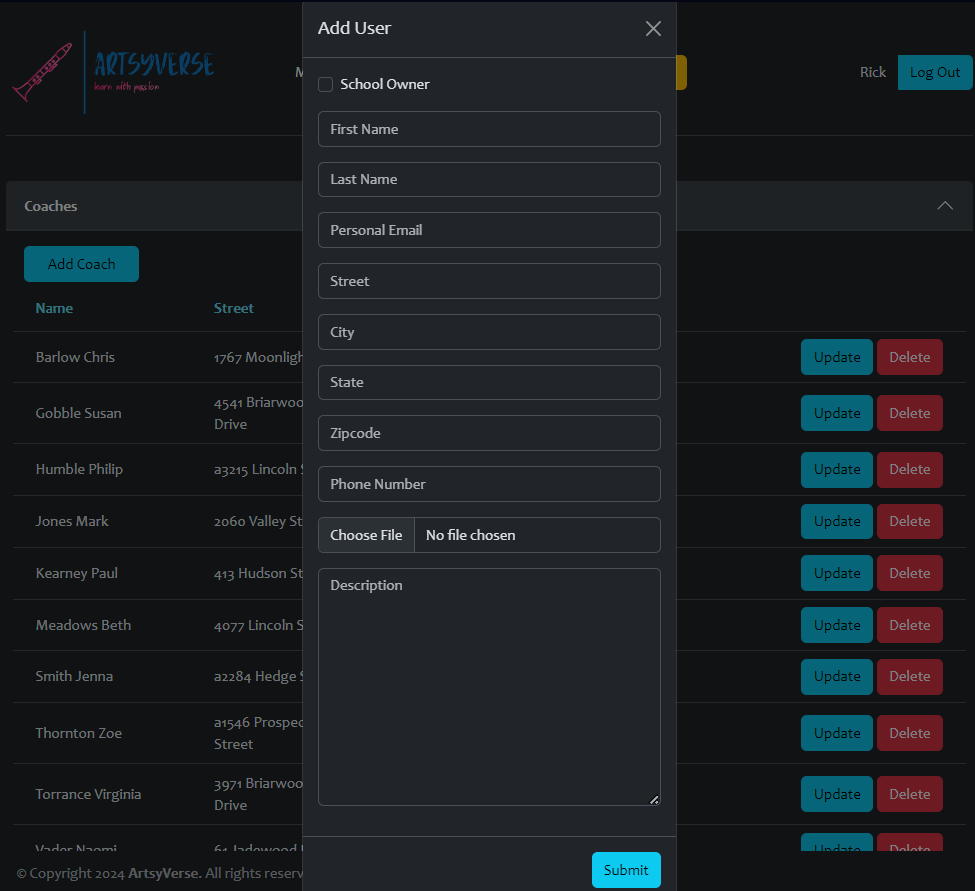 Add User
ARTSYVERSE
learn with passion
M
Rick
Log Out
School Owner
First Name
Last Name
Personal Email
Street
City
State
Zipcode
Phone Number
Choose File No file chosen
Description
Submit
Coaches
Add Coach
Name Street
Barlow Chris 1767 Moonligh Update Delete
Gobble Susan 4541 Briarwoo
Drive Update Delete
Humble Philip a3215 Lincoln S Update Delete
Jones Mark 2060 Valley St Update Delete
Kearney Paul 413 Hudson St Update Delete
Meadows Beth 4077 Lincoln S Update Delete
Smith Jenna a2284 Hedge S Update Delete
Thornton Zoe a1546 Prospec
Street Update Delete
Torrance Virginia 3971 Briarwoo
Drive Update Delete
Vader Naomi 61 Jadewood Update Delete
© Copyright 2024 ArtsyVerse. All rights reserv